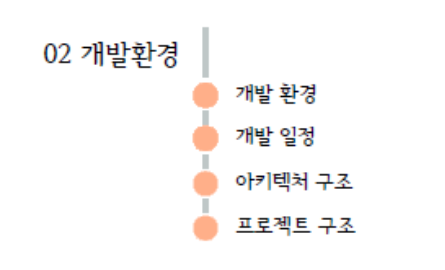 02 개발환경
개발 환경
개발 일정
아키텍처 구조
프로젝트 구조